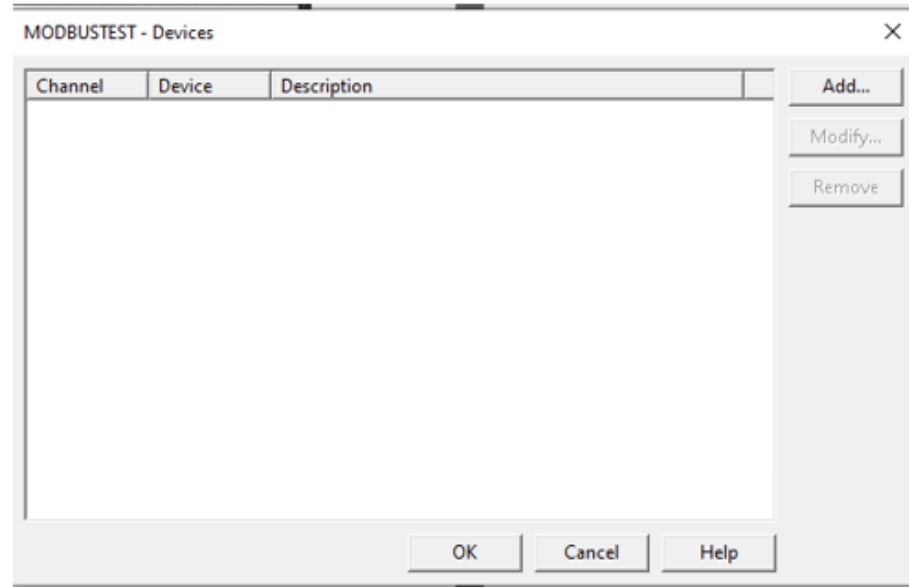 MODBUSTEST - Devices
Channel Device Description
Add...
Modify...
Remove
OK Cancel Help